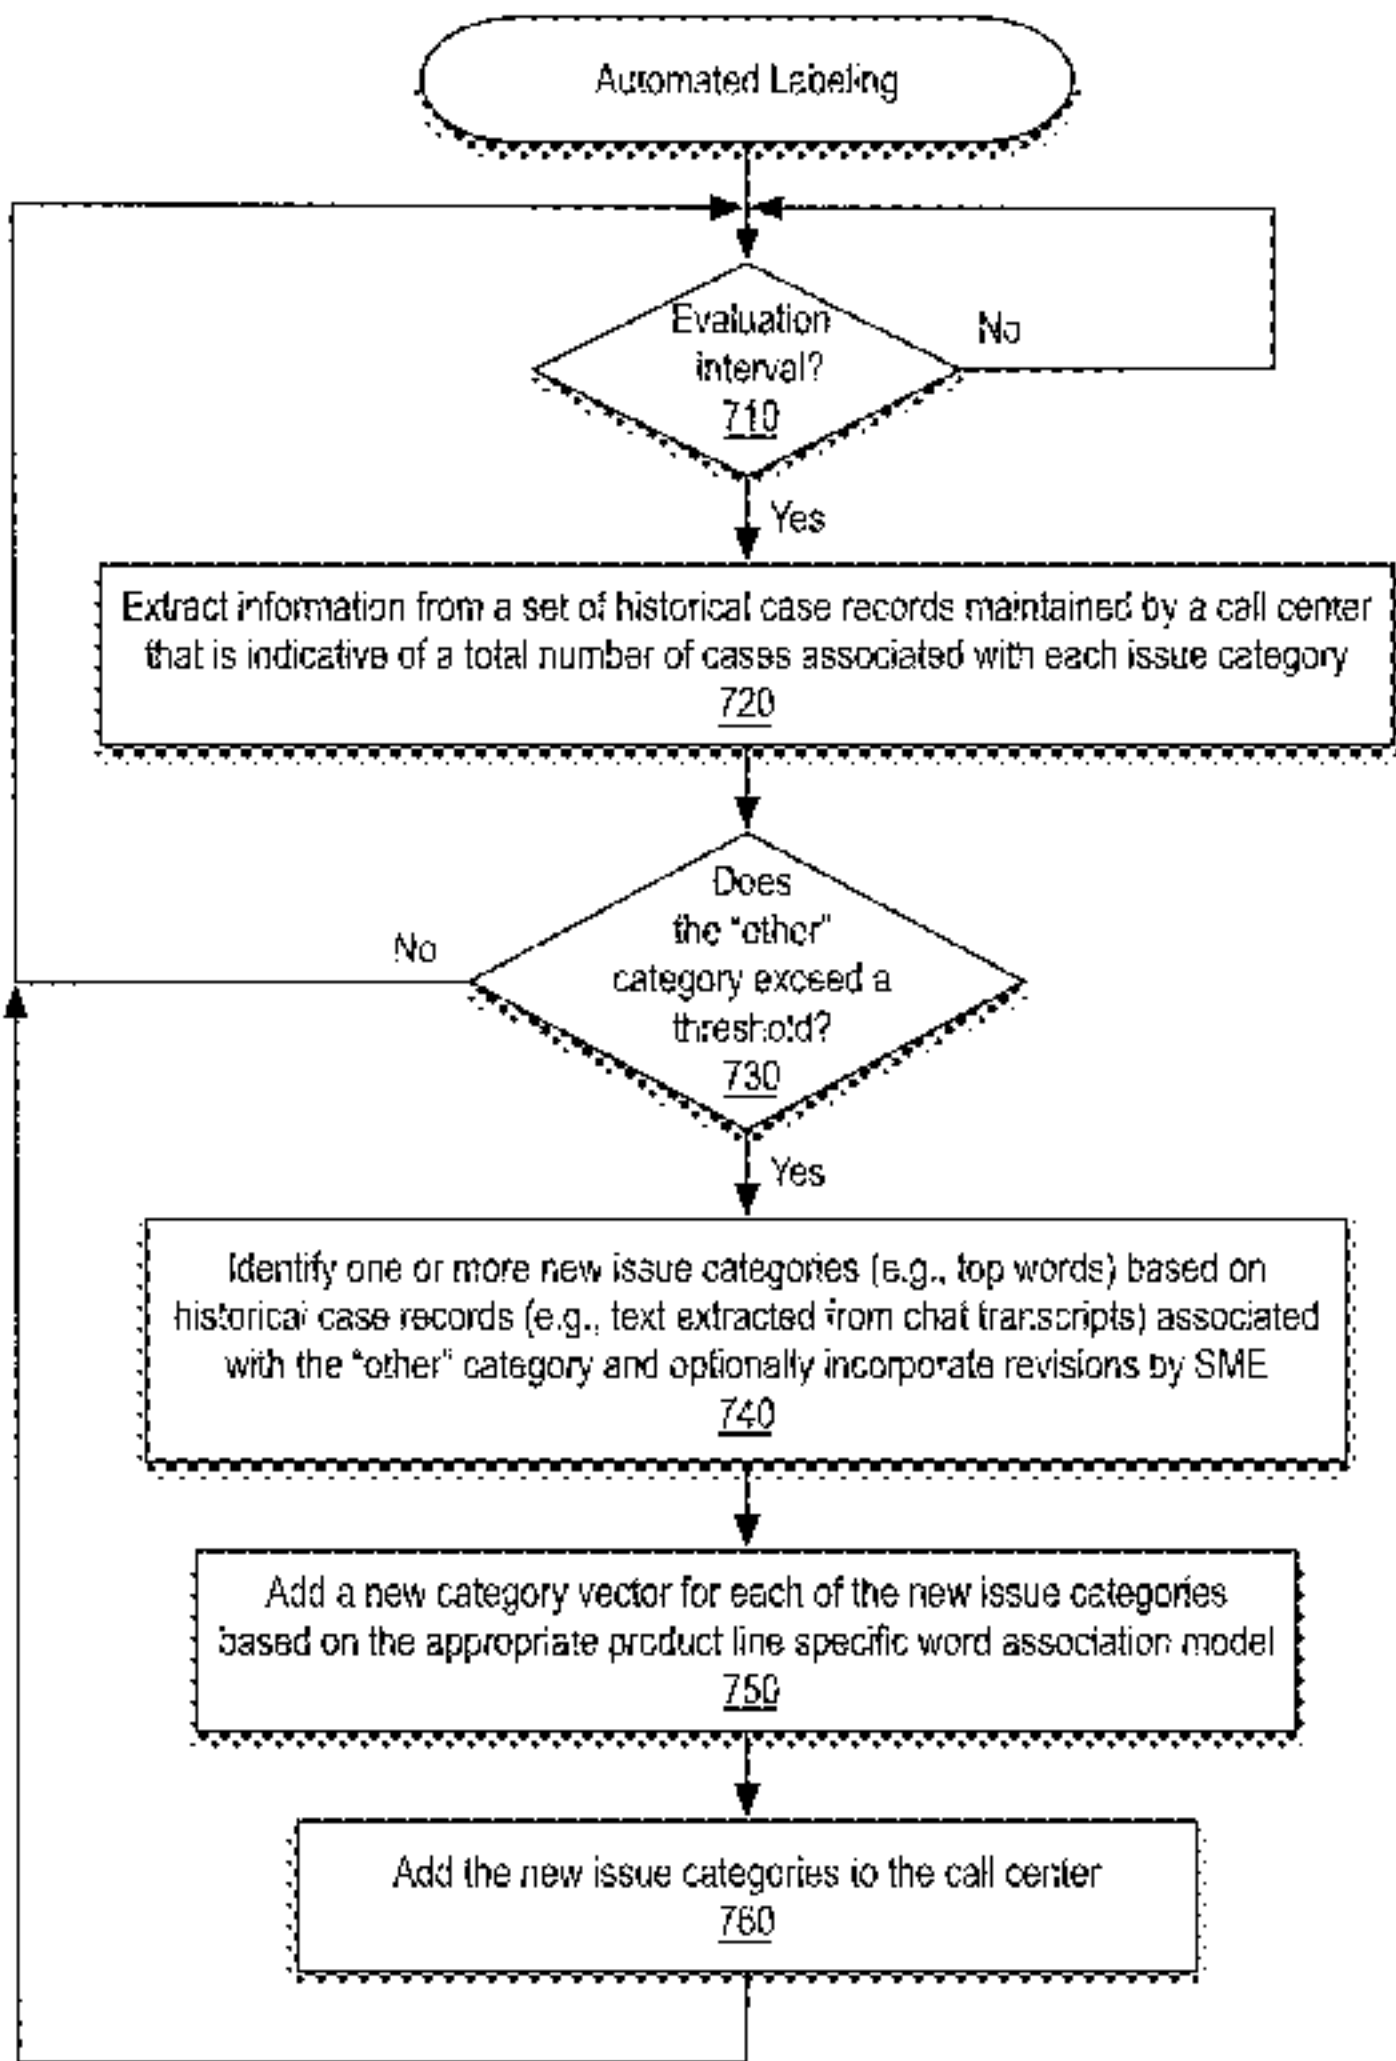 Automated Labeling
Evaluation
interval?
710
No
Yes
Extract information from a set of historical case records maintained by a call center
that is indicative of a total number of cases associated with each issue category
720
Does
the "other"
category exceed a
threshold?
730
No
Yes
Identify one or more new issue categories (e.g., top words) based on
historical case records (e.g., text extracted from chat transcripts) associated
with the "other" category and optionally incorporate revisions by SME
740
Add a new category vector for each of the new issue categories
based on the appropriate product line specific word association model
750
Add the new issue categories to the call center
760